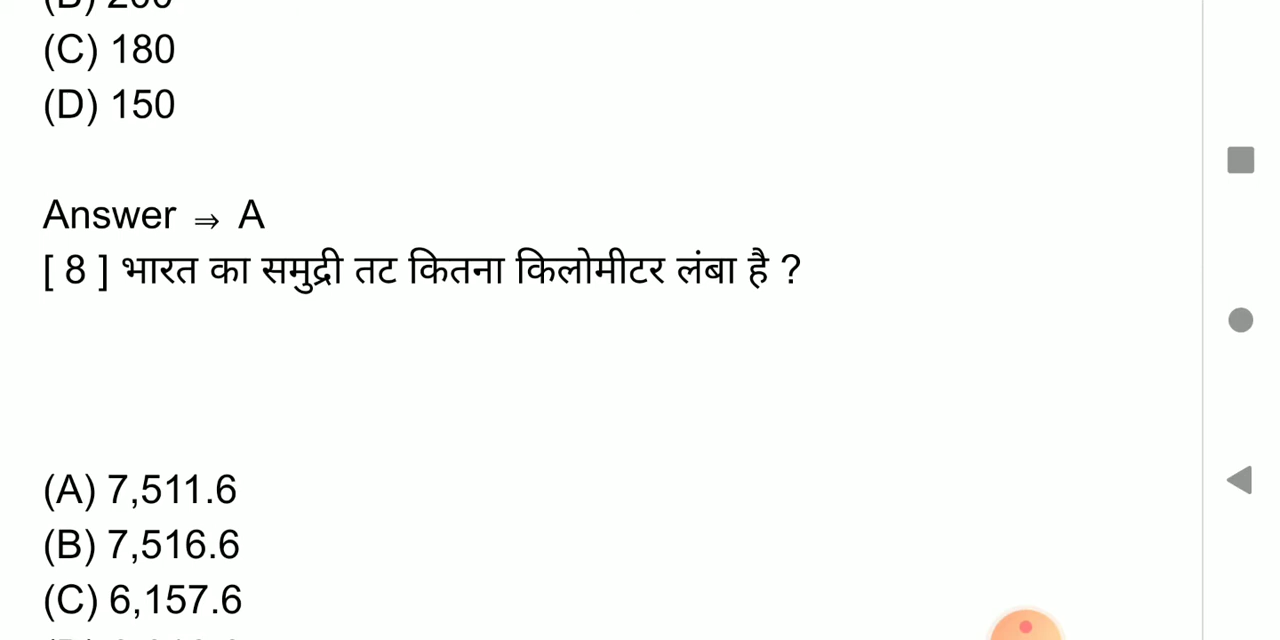 (C) 180
(D) 150
Answer ⇒ A
[ 8 ] भारत का समुद्री तट कितना किलोमीटर लंबा है ?
(A) 7,511.6
(B) 7,516.6
(C) 6,157.6